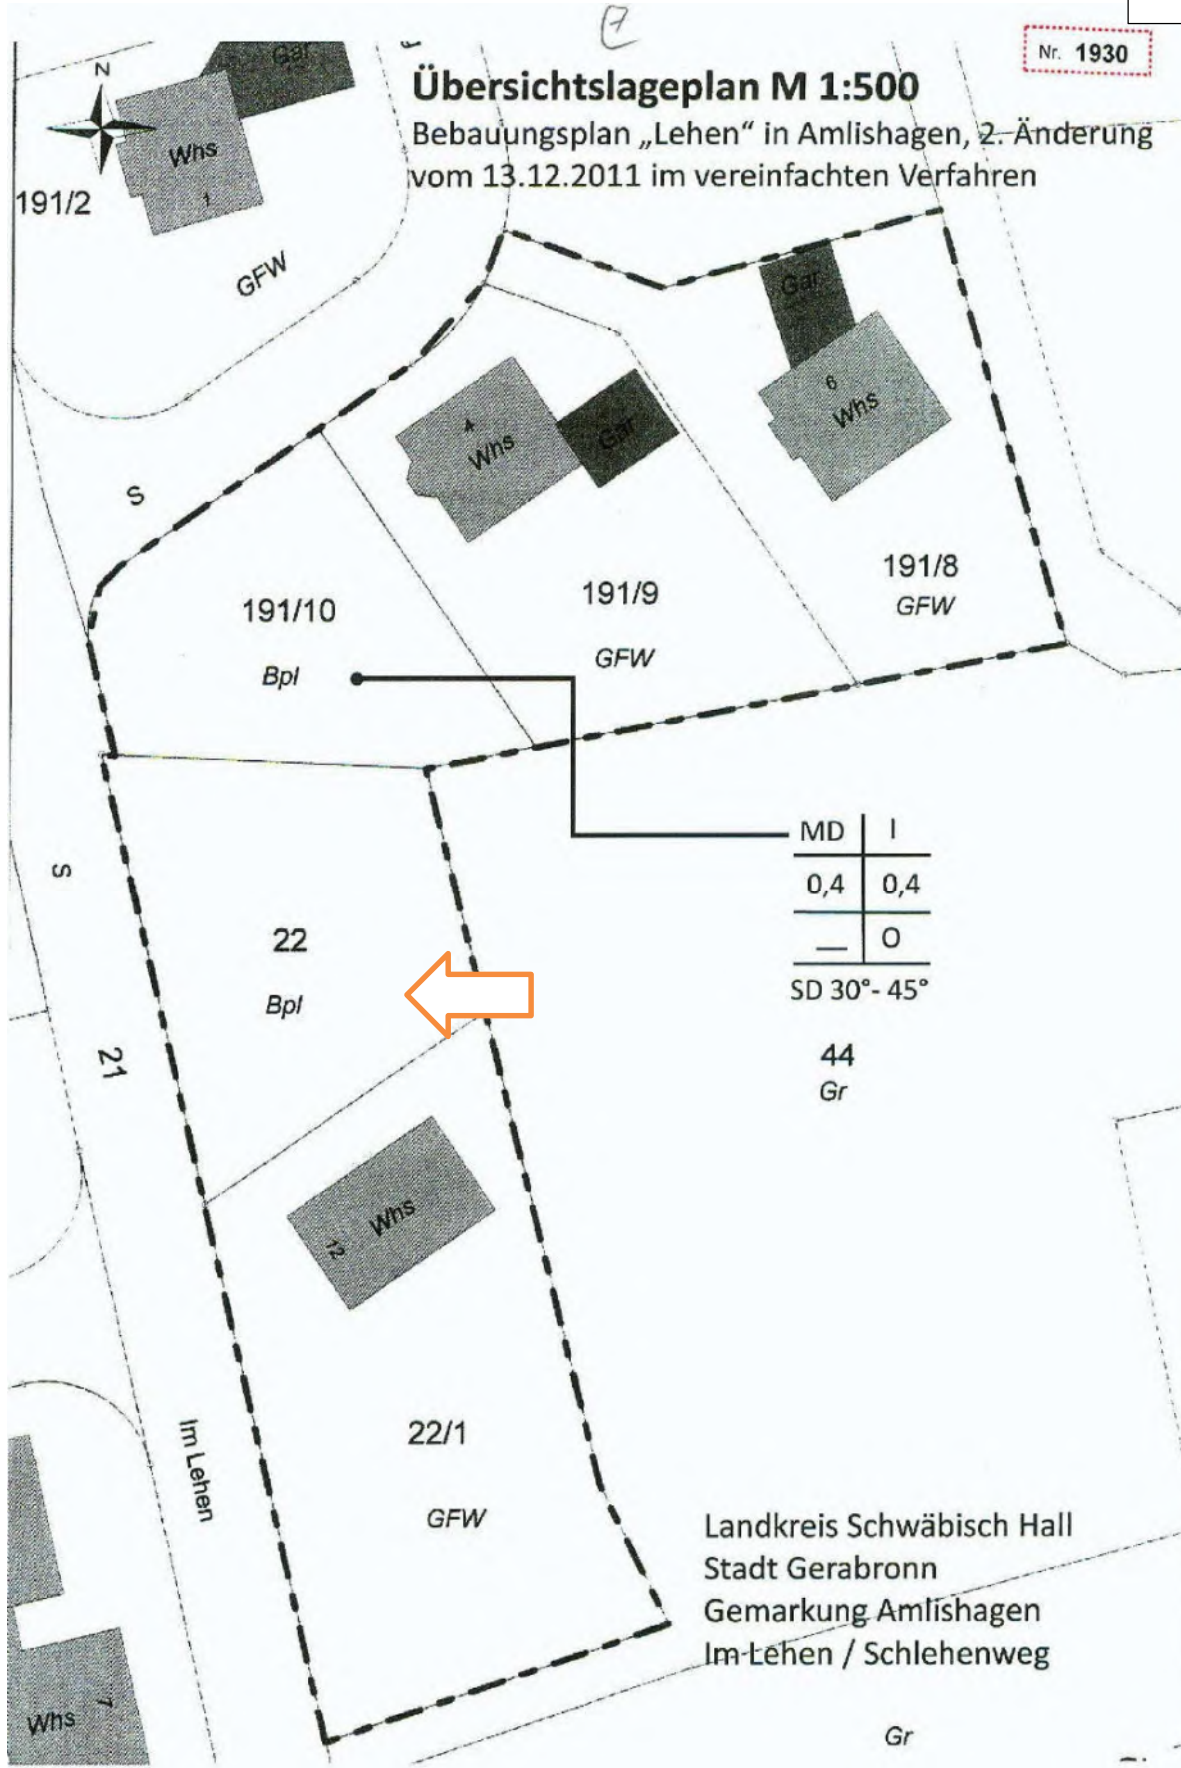 7
Nr. 1930
Übersichtslageplan M 1:500
Bebauungsplan „Lehen“ in Amlishagen, 2. Änderung
vom 13.12.2011 im vereinfachten Verfahren
N
Gar
Whs
1
191/2
GFW
Gar
6
Whs
4
Whs
Gar
S
191/10
Bpl
191/9
GFW
191/8
GFW
MD I
0,4 0,4
— O
SD 30°- 45°
S
22
Bpl
21
44
Gr
Whs
12
22/1
GFW
Im Lehen
Landkreis Schwäbisch Hall
Stadt Gerabronn
Gemarkung Amlishagen
Im Lehen / Schlehenweg
7
Whs
Gr